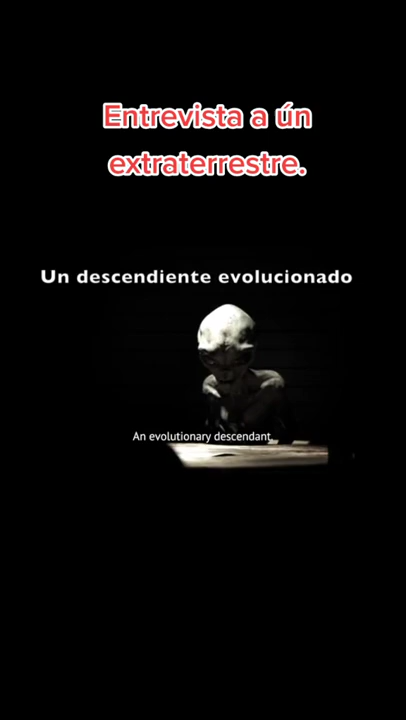 Entrevista a ún
extraterrestre.
Un descendiente evolucionado
An evolutionary descendant